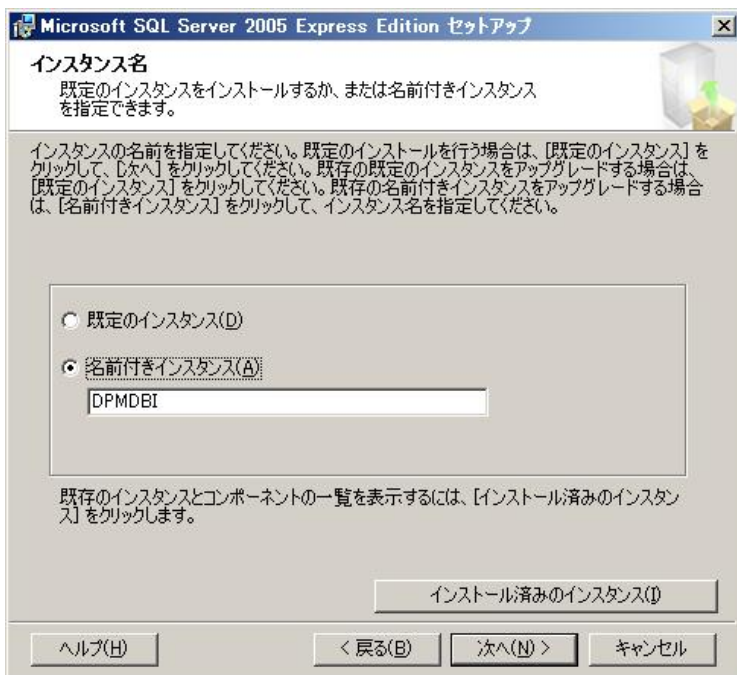 Microsoft SQL Server 2005 Express Edition セットアップ
インスタンス名
既定のインスタンスをインストールするか、または名前付きインスタンス
を指定できます。
インスタンスの名前を指定してください。既定のインストールを行う場合は、[既定のインスタンス] を
クリックして、[次へ] をクリックしてください。既存の既定のインスタンスをアップグレードする場合は、
[既定のインスタンス] をクリックしてください。既存の名前付きインスタンスをアップグレードする場合
は、[名前付きインスタンス] をクリックして、インスタンス名を指定してください。
既定のインスタンス(D)
名前付きインスタンス(A)
DPMDBI
既存のインスタンスとコンポーネントの一覧を表示するには、[インストール済みのインスタン
ス] をクリックします。
インストール済みのインスタンス(I)
ヘルプ(H)
< 戻る(B)
次へ(N) >
キャンセル